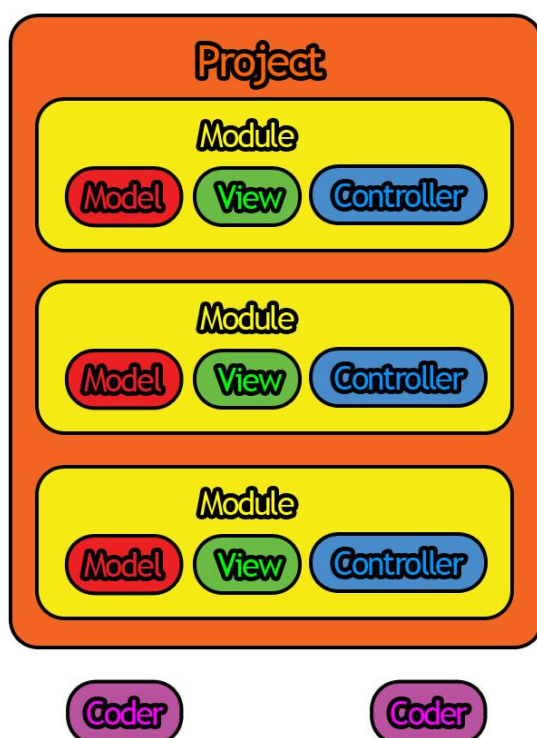 Project
Module
Model View Controller
Module
Model View Controller
Module
Model View Controller
Coder Coder